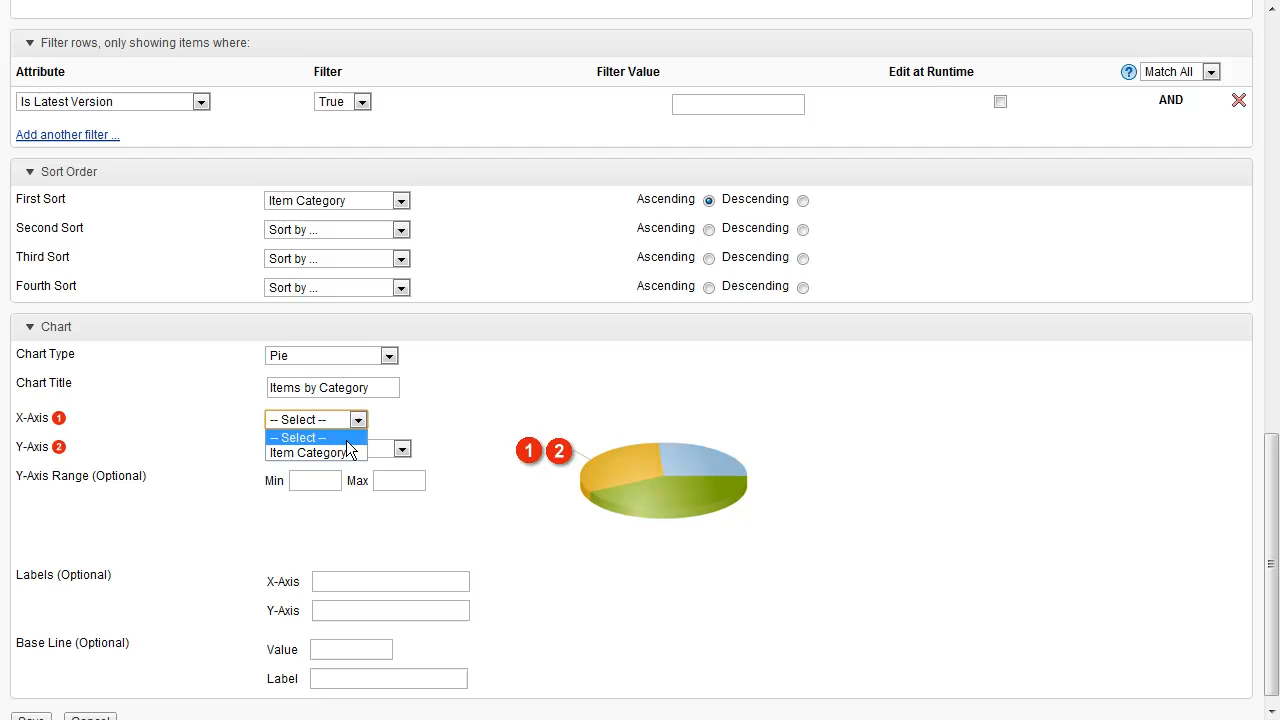 Filter rows, only showing items where:
Attribute Filter Filter Value Edit at Runtime ? Match All
Is Latest Version True AND
Add another filter ...
Sort Order
First Sort Item Category Ascending Descending
Second Sort Sort by ... Ascending Descending
Third Sort Sort by ... Ascending Descending
Fourth Sort Sort by ... Ascending Descending
Chart
Chart Type Pie
Chart Title Items by Category
X-Axis 1 -- Select --
-- Select --
Y-Axis 2 Item Category 1 2
Y-Axis Range (Optional) Min Max
Labels (Optional) X-Axis
Y-Axis
Base Line (Optional) Value
Label
Save Cancel